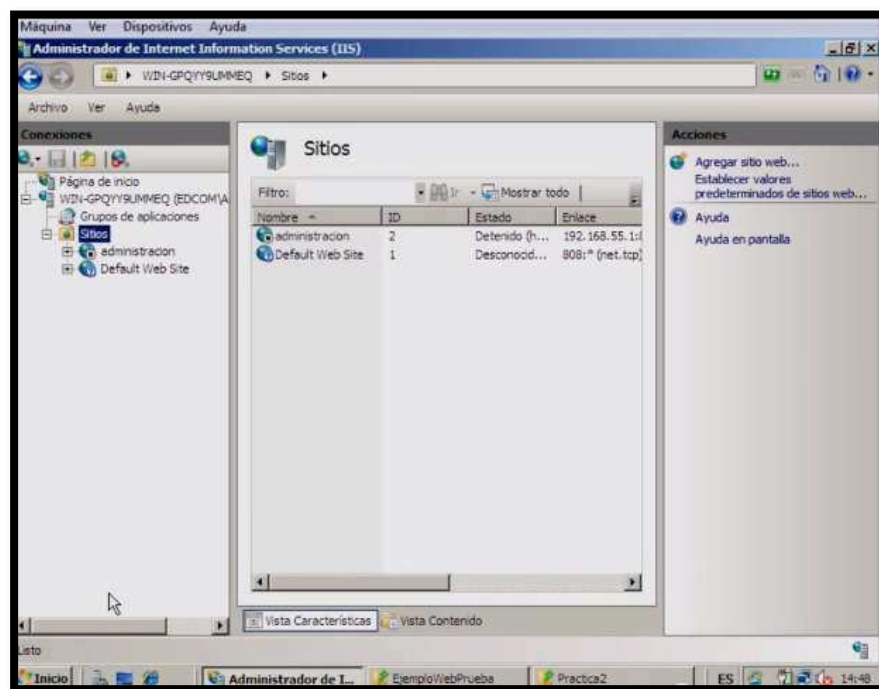 Máquina Ver Dispositivos Ayuda
Administrador de Internet Information Services (IIS)
WIN-GPQYY9UMMEQ Sitios
Archivo Ver Ayuda
Conexiones
Página de inicio
WIN-GPQYY9UMMEQ (EDCOM\A
Grupos de aplicaciones
Sitios
administracion
Default Web Site
Sitios
Filtro: Ir Mostrar todo
Nombre ID Estado Enlace
administracion 2 Detenido (h... 192.168.55.1:
Default Web Site 1 Desconocid... 808:* (net.tcp)
Vista Características Vista Contenido
Acciones
Agregar sitio web...
Establecer valores
predeterminados de sitios web...
Ayuda
Ayuda en pantalla
Listo
Inicio Administrador de I... EjemploWebPrueba Practica2 ES 14:48